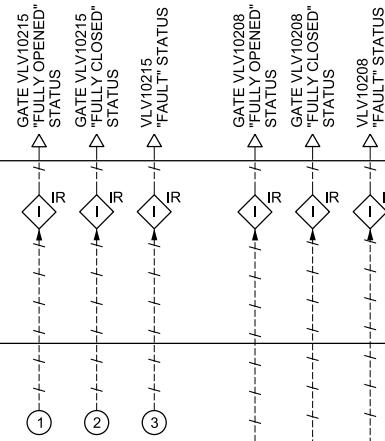 GATE VLV10215
"FULLY OPENED"
STATUS
GATE VLV10215
"FULLY CLOSED"
STATUS
VLV10215
"FAULT" STATUS
GATE VLV10208
"FULLY OPENED"
STATUS
GATE VLV10208
"FULLY CLOSED"
STATUS
VLV10208
"FAULT" STATUS
I IR
I IR
I IR
I IR
I IR
I
1
2
3